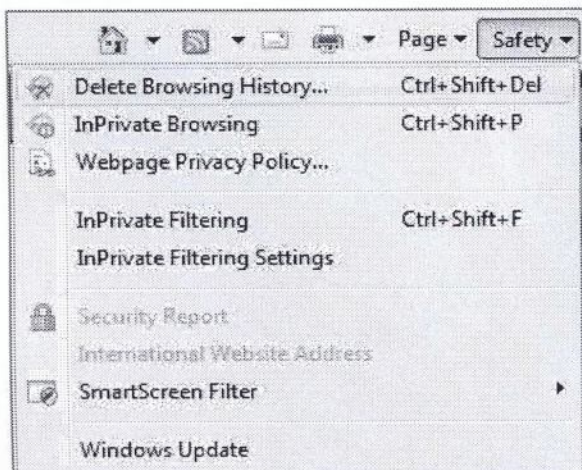 Page Safety
Delete Browsing History... Ctrl+Shift+Del
InPrivate Browsing Ctrl+Shift+P
Webpage Privacy Policy...
InPrivate Filtering Ctrl+Shift+F
InPrivate Filtering Settings
Security Report
International Website Address
SmartScreen Filter
Windows Update